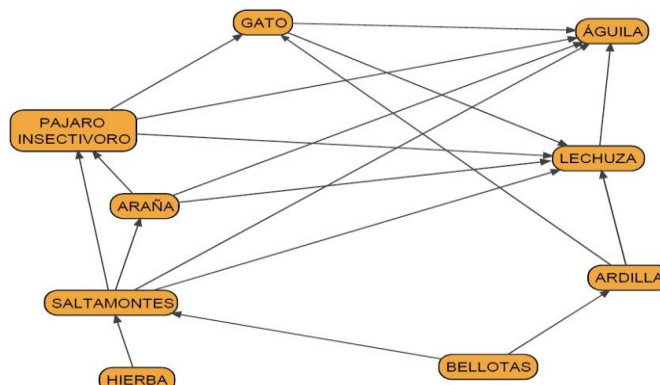 GATO
ÁGUILA
PAJARO
INSECTIVORO
LECHUZA
ARAÑA
ARDILLA
SALTAMONTES
BELLOTAS
HIERBA